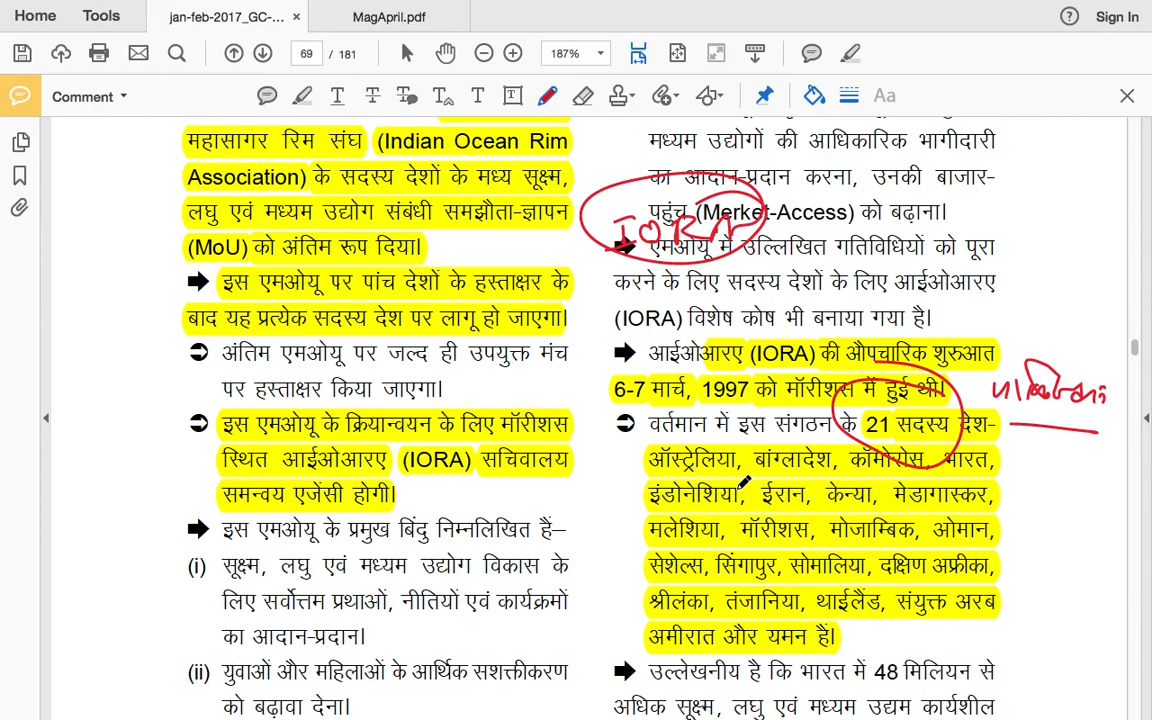 Home Tools jan-feb-2017_GC-... × MagApril.pdf ? Sign In
69 / 181 187%
Comment Aa
महासागर रिम संघ (Indian Ocean Rim
Association) के सदस्य देशों के मध्य सूक्ष्म,
लघु एवं मध्यम उद्योग संबंधी समझौता-ज्ञापन
(MoU) को अंतिम रूप दिया।
इस एमओयू पर पांच देशों के हस्ताक्षर के
बाद यह प्रत्येक सदस्य देश पर लागू हो जाएगा।
अंतिम एमओयू पर जल्द ही उपयुक्त मंच
पर हस्ताक्षर किया जाएगा।
इस एमओयू के क्रियान्वयन के लिए मॉरीशस
स्थित आईओआरए (IORA) सचिवालय
समन्वय एजेंसी होगी।
इस एमओयू के प्रमुख बिंदु निम्नलिखित हैं–
(i) सूक्ष्म, लघु एवं मध्यम उद्योग विकास के
लिए सर्वोत्तम प्रथाओं, नीतियों एवं कार्यक्रमों
का आदान-प्रदान।
(ii) युवाओं और महिलाओं के आर्थिक सशक्तीकरण
को बढ़ावा देना।
मध्यम उद्योगों की आधिकारिक भागीदारी
का आदान-प्रदान करना, उनकी बाजार-
पहुंच (Merket-Access) को बढ़ाना।
IORA
एमओयू में उल्लिखित गतिविधियों को पूरा
करने के लिए सदस्य देशों के लिए आईओआरए
(IORA) विशेष कोष भी बनाया गया है।
आईओआरए (IORA) की औपचारिक शुरुआत
6-7 मार्च, 1997 को मॉरीशस में हुई थी।
वर्तमान में इस संगठन के 21 सदस्य देश-
ऑस्ट्रेलिया, बांग्लादेश, कॉमोरोस, भारत,
इंडोनेशिया, ईरान, केन्या, मेडागास्कर,
मलेशिया, मॉरीशस, मोजाम्बिक, ओमान,
सेशेल्स, सिंगापुर, सोमालिया, दक्षिण अफ्रीका,
श्रीलंका, तंजानिया, थाईलैंड, संयुक्त अरब
अमीरात और यमन हैं।
उल्लेखनीय है कि भारत में 48 मिलियन से
अधिक सूक्ष्म, लघु एवं मध्यम उद्यम कार्यशील